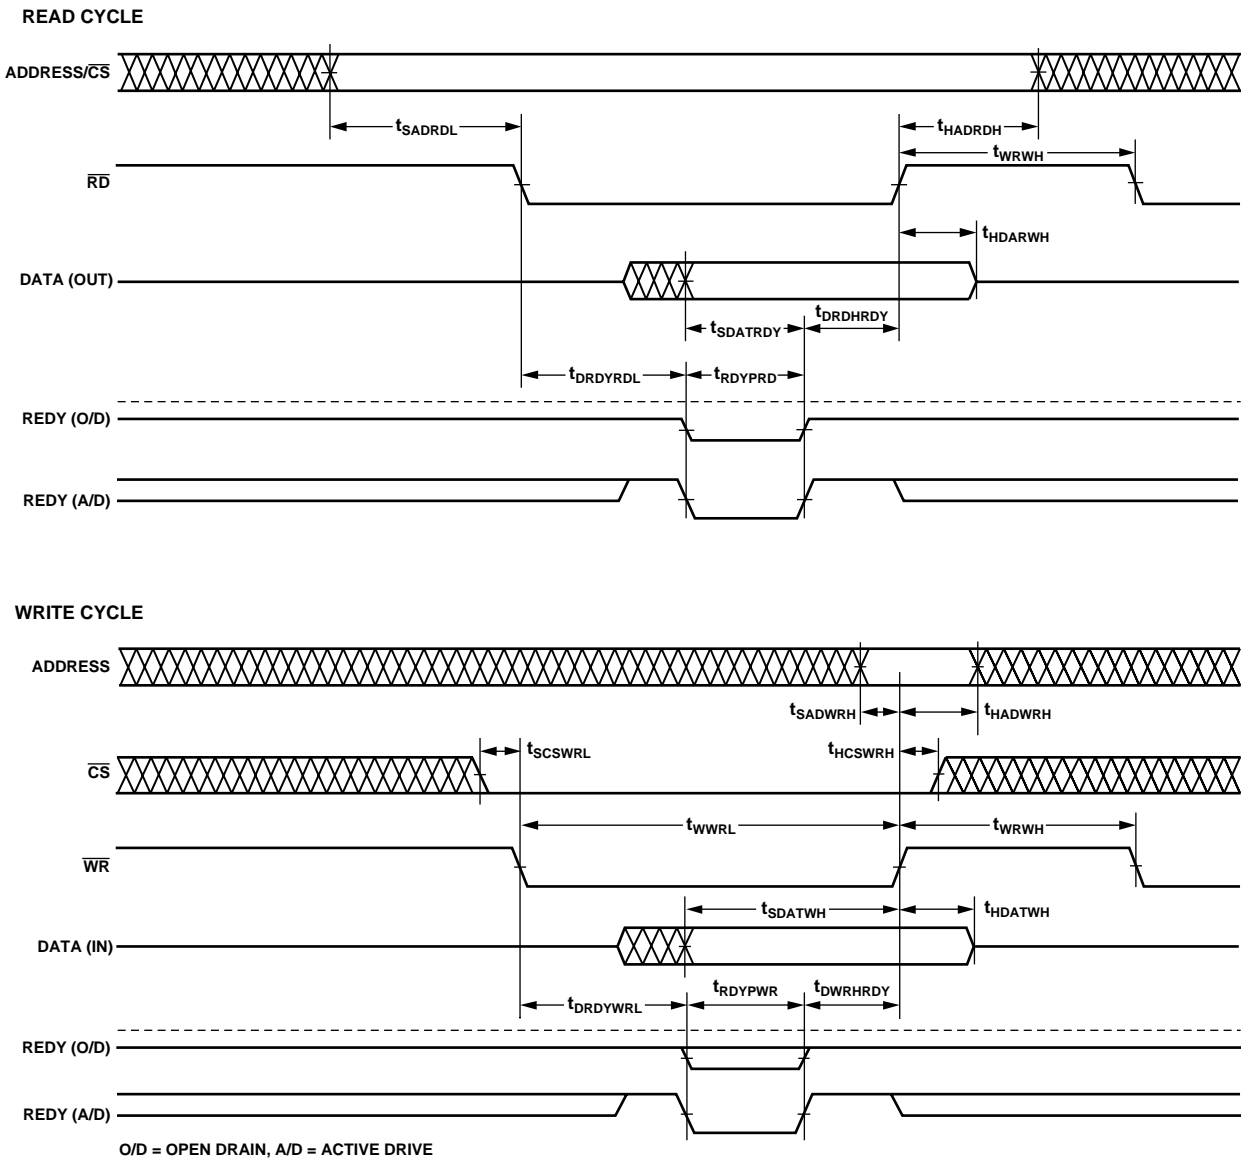 READ CYCLE
ADDRESS/CS
tSADRDL
tHADRDH
tWRWH
RD
tHDARWH
DATA (OUT)
tSDATRDY
tDRDHRDY
tDRDYRDL
tRDYPRD
REDY (O/D)
REDY (A/D)
WRITE CYCLE
ADDRESS
tSADWRH
tHADWRH
tSCSWRL
tHCSWRH
CS
tWWRL
tWRWH
WR
tSDATWH
tHDATWH
DATA (IN)
tDRDYWRL
tRDYPWR
tDWRHRDY
REDY (O/D)
REDY (A/D)
O/D = OPEN DRAIN, A/D = ACTIVE DRIVE